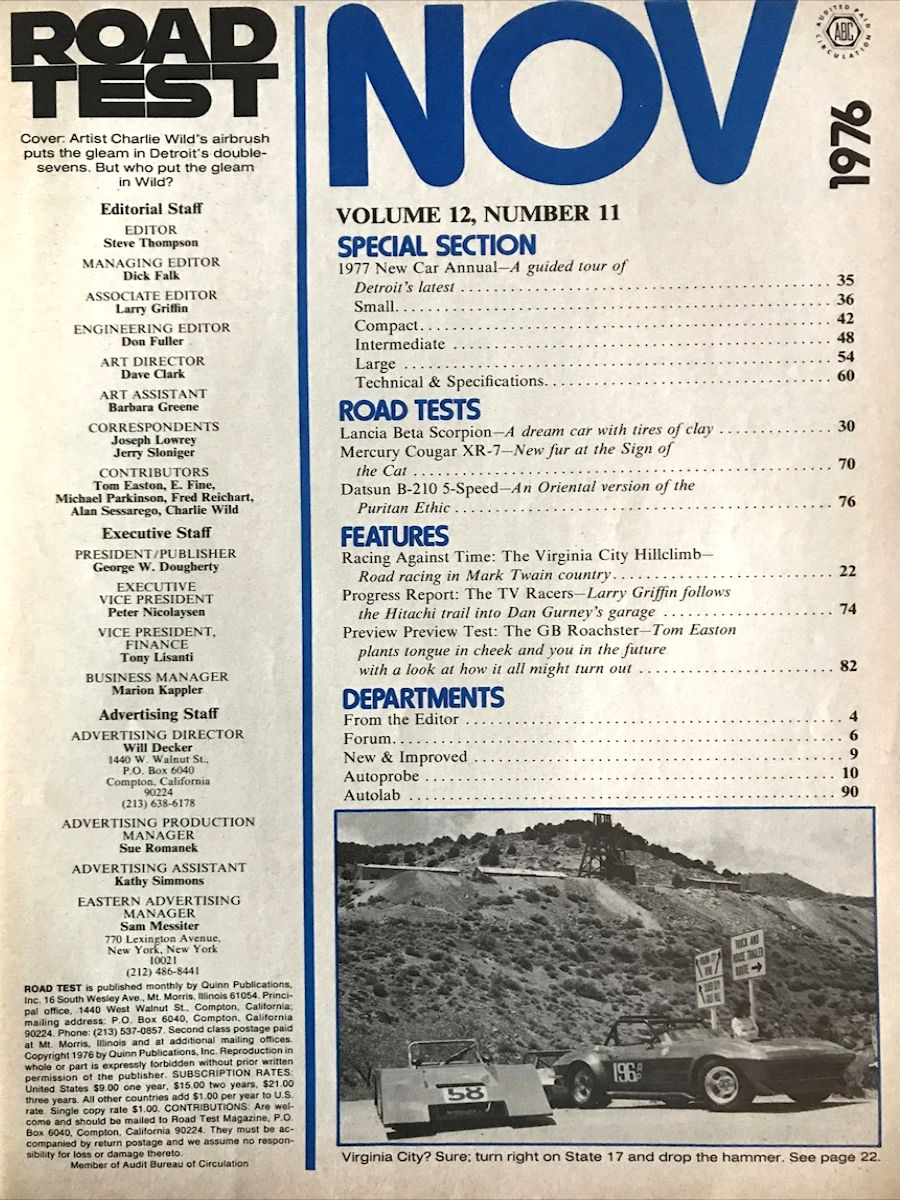 ROAD
TEST
Cover: Artist Charlie Wild's airbrush
puts the gleam in Detroit's double-
sevens. But who put the gleam
in Wild?
Editorial Staff
EDITOR
Steve Thompson
MANAGING EDITOR
Dick Falk
ASSOCIATE EDITOR
Larry Griffin
ENGINEERING EDITOR
Don Fuller
ART DIRECTOR
Dave Clark
ART ASSISTANT
Barbara Greene
CORRESPONDENTS
Joseph Lowrey
Jerry Sloniger
CONTRIBUTORS
Tom Easton, E. Fine,
Michael Parkinson, Fred Reichart,
Alan Sessarego, Charlie Wild
Executive Staff
PRESIDENT/PUBLISHER
George W. Dougherty
EXECUTIVE
VICE PRESIDENT
Peter Nicolaysen
VICE PRESIDENT,
FINANCE
Tony Lisanti
BUSINESS MANAGER
Marion Kappler
Advertising Staff
ADVERTISING DIRECTOR
Will Decker
1440 W. Walnut St.,
P.O. Box 6040
Compton, California
90224
(213) 638-6178
ADVERTISING PRODUCTION
MANAGER
Sue Romanek
ADVERTISING ASSISTANT
Kathy Simmons
EASTERN ADVERTISING
MANAGER
Sam Messiter
770 Lexington Avenue,
New York, New York
10021
(212) 486-8441
ROAD TEST is published monthly by Quinn Publications,
Inc. 16 South Wesley Ave., Mt. Morris, Illinois 61054. Princi-
pal office, 1440 West Walnut St., Compton, California;
mailing address: P.O. Box 6040, Compton, California
90224. Phone: (213) 537-0857. Second class postage paid
at Mt. Morris, Illinois and at additional mailing offices.
Copyright 1976 by Quinn Publications, Inc. Reproduction in
whole or part is expressly forbidden without prior written
permission of the publisher. SUBSCRIPTION RATES:
United States $9.00 one year, $15.00 two years, $21.00
three years. All other countries add $1.00 per year to U.S.
rate. Single copy rate $1.00. CONTRIBUTIONS: Are wel-
come and should be mailed to Road Test Magazine, P.O.
Box 6040, Compton, California 90224. They must be ac-
companied by return postage and we assume no respon-
sibility for loss or damage thereto.
Member of Audit Bureau of Circulation
NOV
AUDITED PAID
ABC
CIRCULATION
1976
VOLUME 12, NUMBER 11
SPECIAL SECTION
1977 New Car Annual—A guided tour of
Detroit's latest . . . . . . . . . . 35
Small. . . . . . . . . . 36
Compact. . . . . . . . . . 42
Intermediate . . . . . . . . . . 48
Large . . . . . . . . . . 54
Technical & Specifications. . . . . . . . . . 60
ROAD TESTS
Lancia Beta Scorpion—A dream car with tires of clay . . . . . . . . . . 30
Mercury Cougar XR-7—New fur at the Sign of
the Cat . . . . . . . . . . 70
Datsun B-210 5-Speed—An Oriental version of the
Puritan Ethic . . . . . . . . . . 76
FEATURES
Racing Against Time: The Virginia City Hillclimb—
Road racing in Mark Twain country. . . . . . . . . . 22
Progress Report: The TV Racers—Larry Griffin follows
the Hitachi trail into Dan Gurney's garage . . . . . . . . . . 74
Preview Preview Test: The GB Roachster—Tom Easton
plants tongue in cheek and you in the future
with a look at how it all might turn out . . . . . . . . . . 82
DEPARTMENTS
From the Editor . . . . . . . . . . 4
Forum. . . . . . . . . . 6
New & Improved . . . . . . . . . . 9
Autoprobe . . . . . . . . . . 10
Autolab . . . . . . . . . . 90
TRUCK AND
HOUSE TRAILER
ROUTE
VIRGINIA CITY
SILVER CITY
GOLD HILL
58
196
Virginia City? Sure; turn right on State 17 and drop the hammer. See page 22.